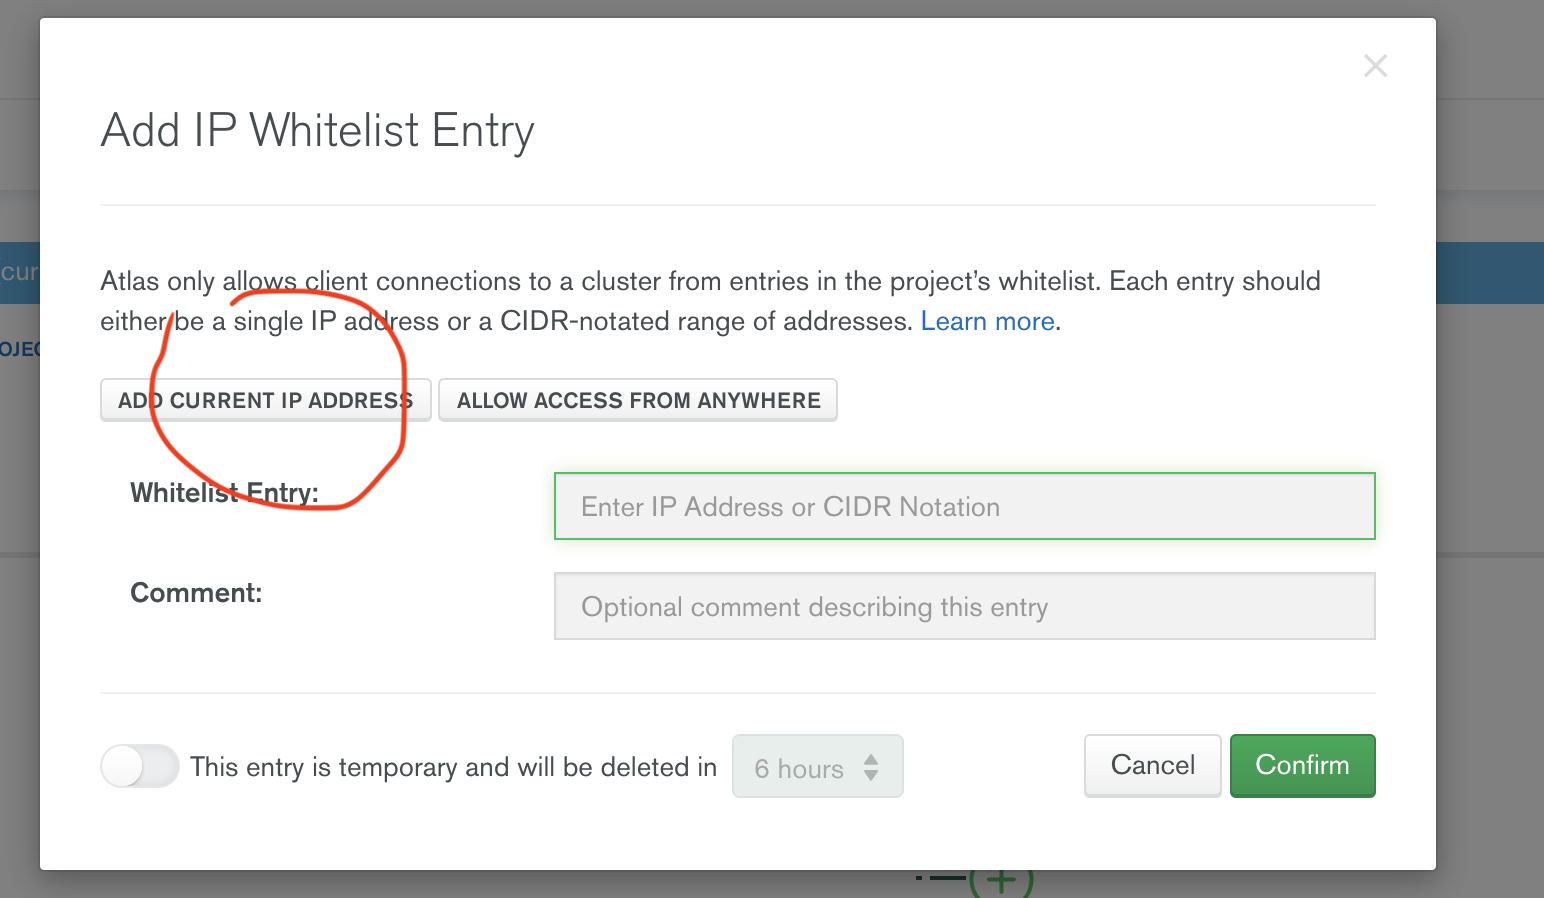 Add IP Whitelist Entry
cur
Atlas only allows client connections to a cluster from entries in the project's whitelist. Each entry should
either be a single IP address or a CIDR-notated range of addresses. Learn more.
OJEC
ADD CURRENT IP ADDRESS ALLOW ACCESS FROM ANYWHERE
Whitelist Entry: Enter IP Address or CIDR Notation
Comment: Optional comment describing this entry
This entry is temporary and will be deleted in 6 hours Cancel Confirm